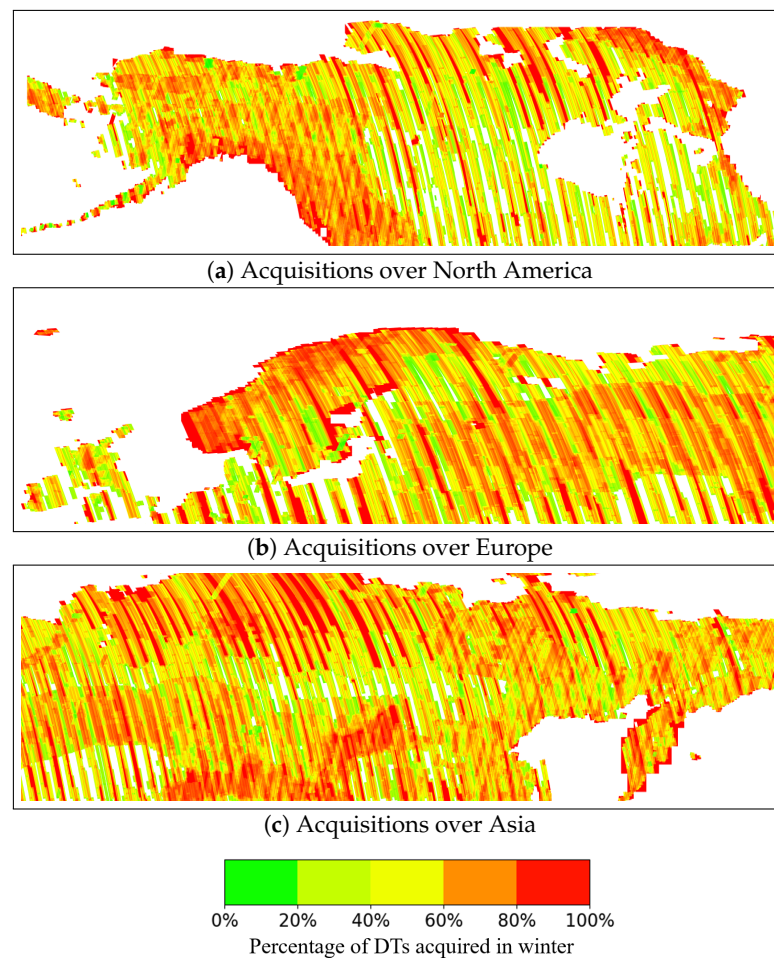 (a) Acquisitions over North America
(b) Acquisitions over Europe
(c) Acquisitions over Asia
0% 20% 40% 60% 80% 100%
Percentage of DTs acquired in winter